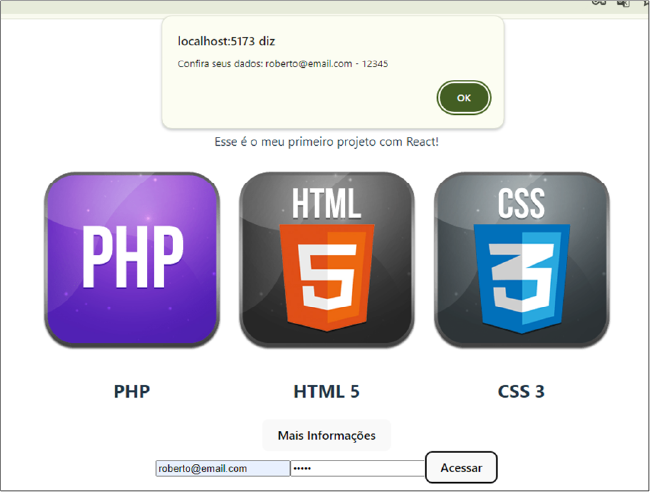 localhost:5173 diz
Confira seus dados: roberto@email.com - 12345
OK
Esse é o meu primeiro projeto com React!
PHP
HTML
5
CSS
3
PHP
HTML 5
CSS 3
Mais Informações
roberto@email.com
•••••
Acessar